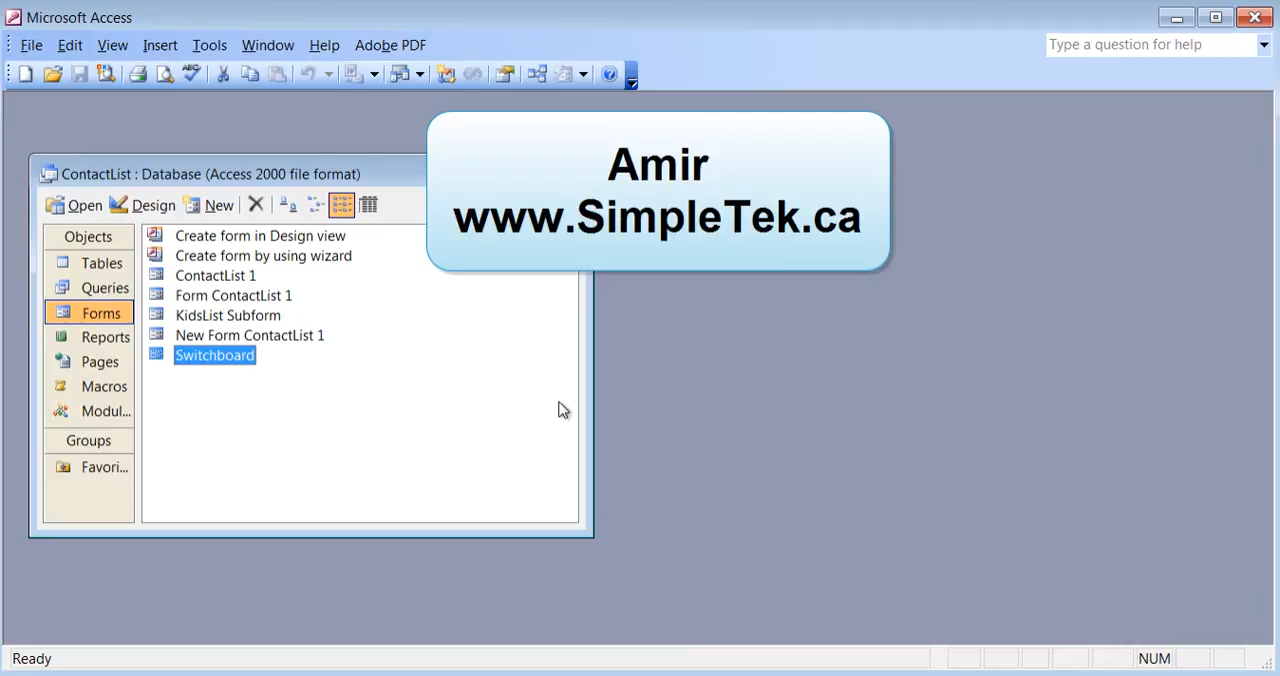 Microsoft Access
File Edit View Insert Tools Window Help Adobe PDF
Type a question for help
Amir
www.SimpleTek.ca
ContactList : Database (Access 2000 file format)
Open Design New
Objects
Tables
Queries
Forms
Reports
Pages
Macros
Modul...
Groups
Favori...
Create form in Design view
Create form by using wizard
ContactList 1
Form ContactList 1
KidsList Subform
New Form ContactList 1
Switchboard
Ready
NUM